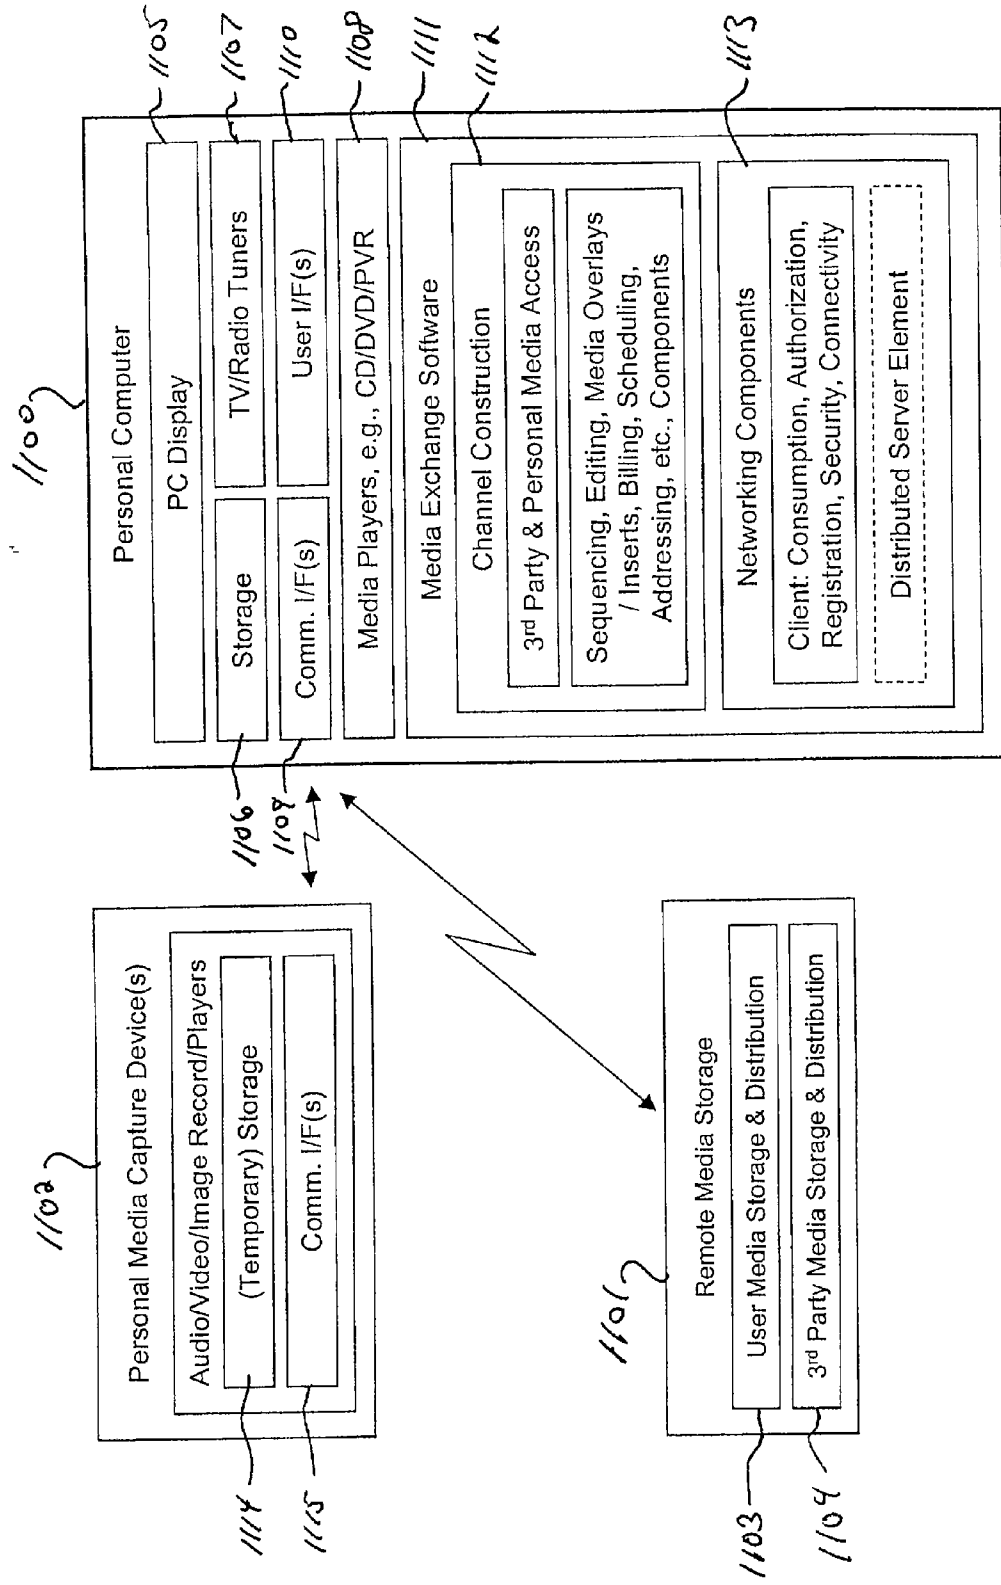 1100
Personal Computer
1105
PC Display
1106
Storage
TV/Radio Tuners
1107
1109
Comm. I/F(s)
User I/F(s)
1110
Media Players, e.g., CD/DVD/PVR
1108
Media Exchange Software
1111
Channel Construction
1112
3rd Party & Personal Media Access
Sequencing, Editing, Media Overlays
/ Inserts, Billing, Scheduling,
Addressing, etc., Components
Networking Components
1113
Client: Consumption, Authorization,
Registration, Security, Connectivity
Distributed Server Element
1102
Personal Media Capture Device(s)
Audio/Video/Image Record/Players
(Temporary) Storage
1114
Comm. I/F(s)
1115
1101
Remote Media Storage
User Media Storage & Distribution
1103
3rd Party Media Storage & Distribution
1104